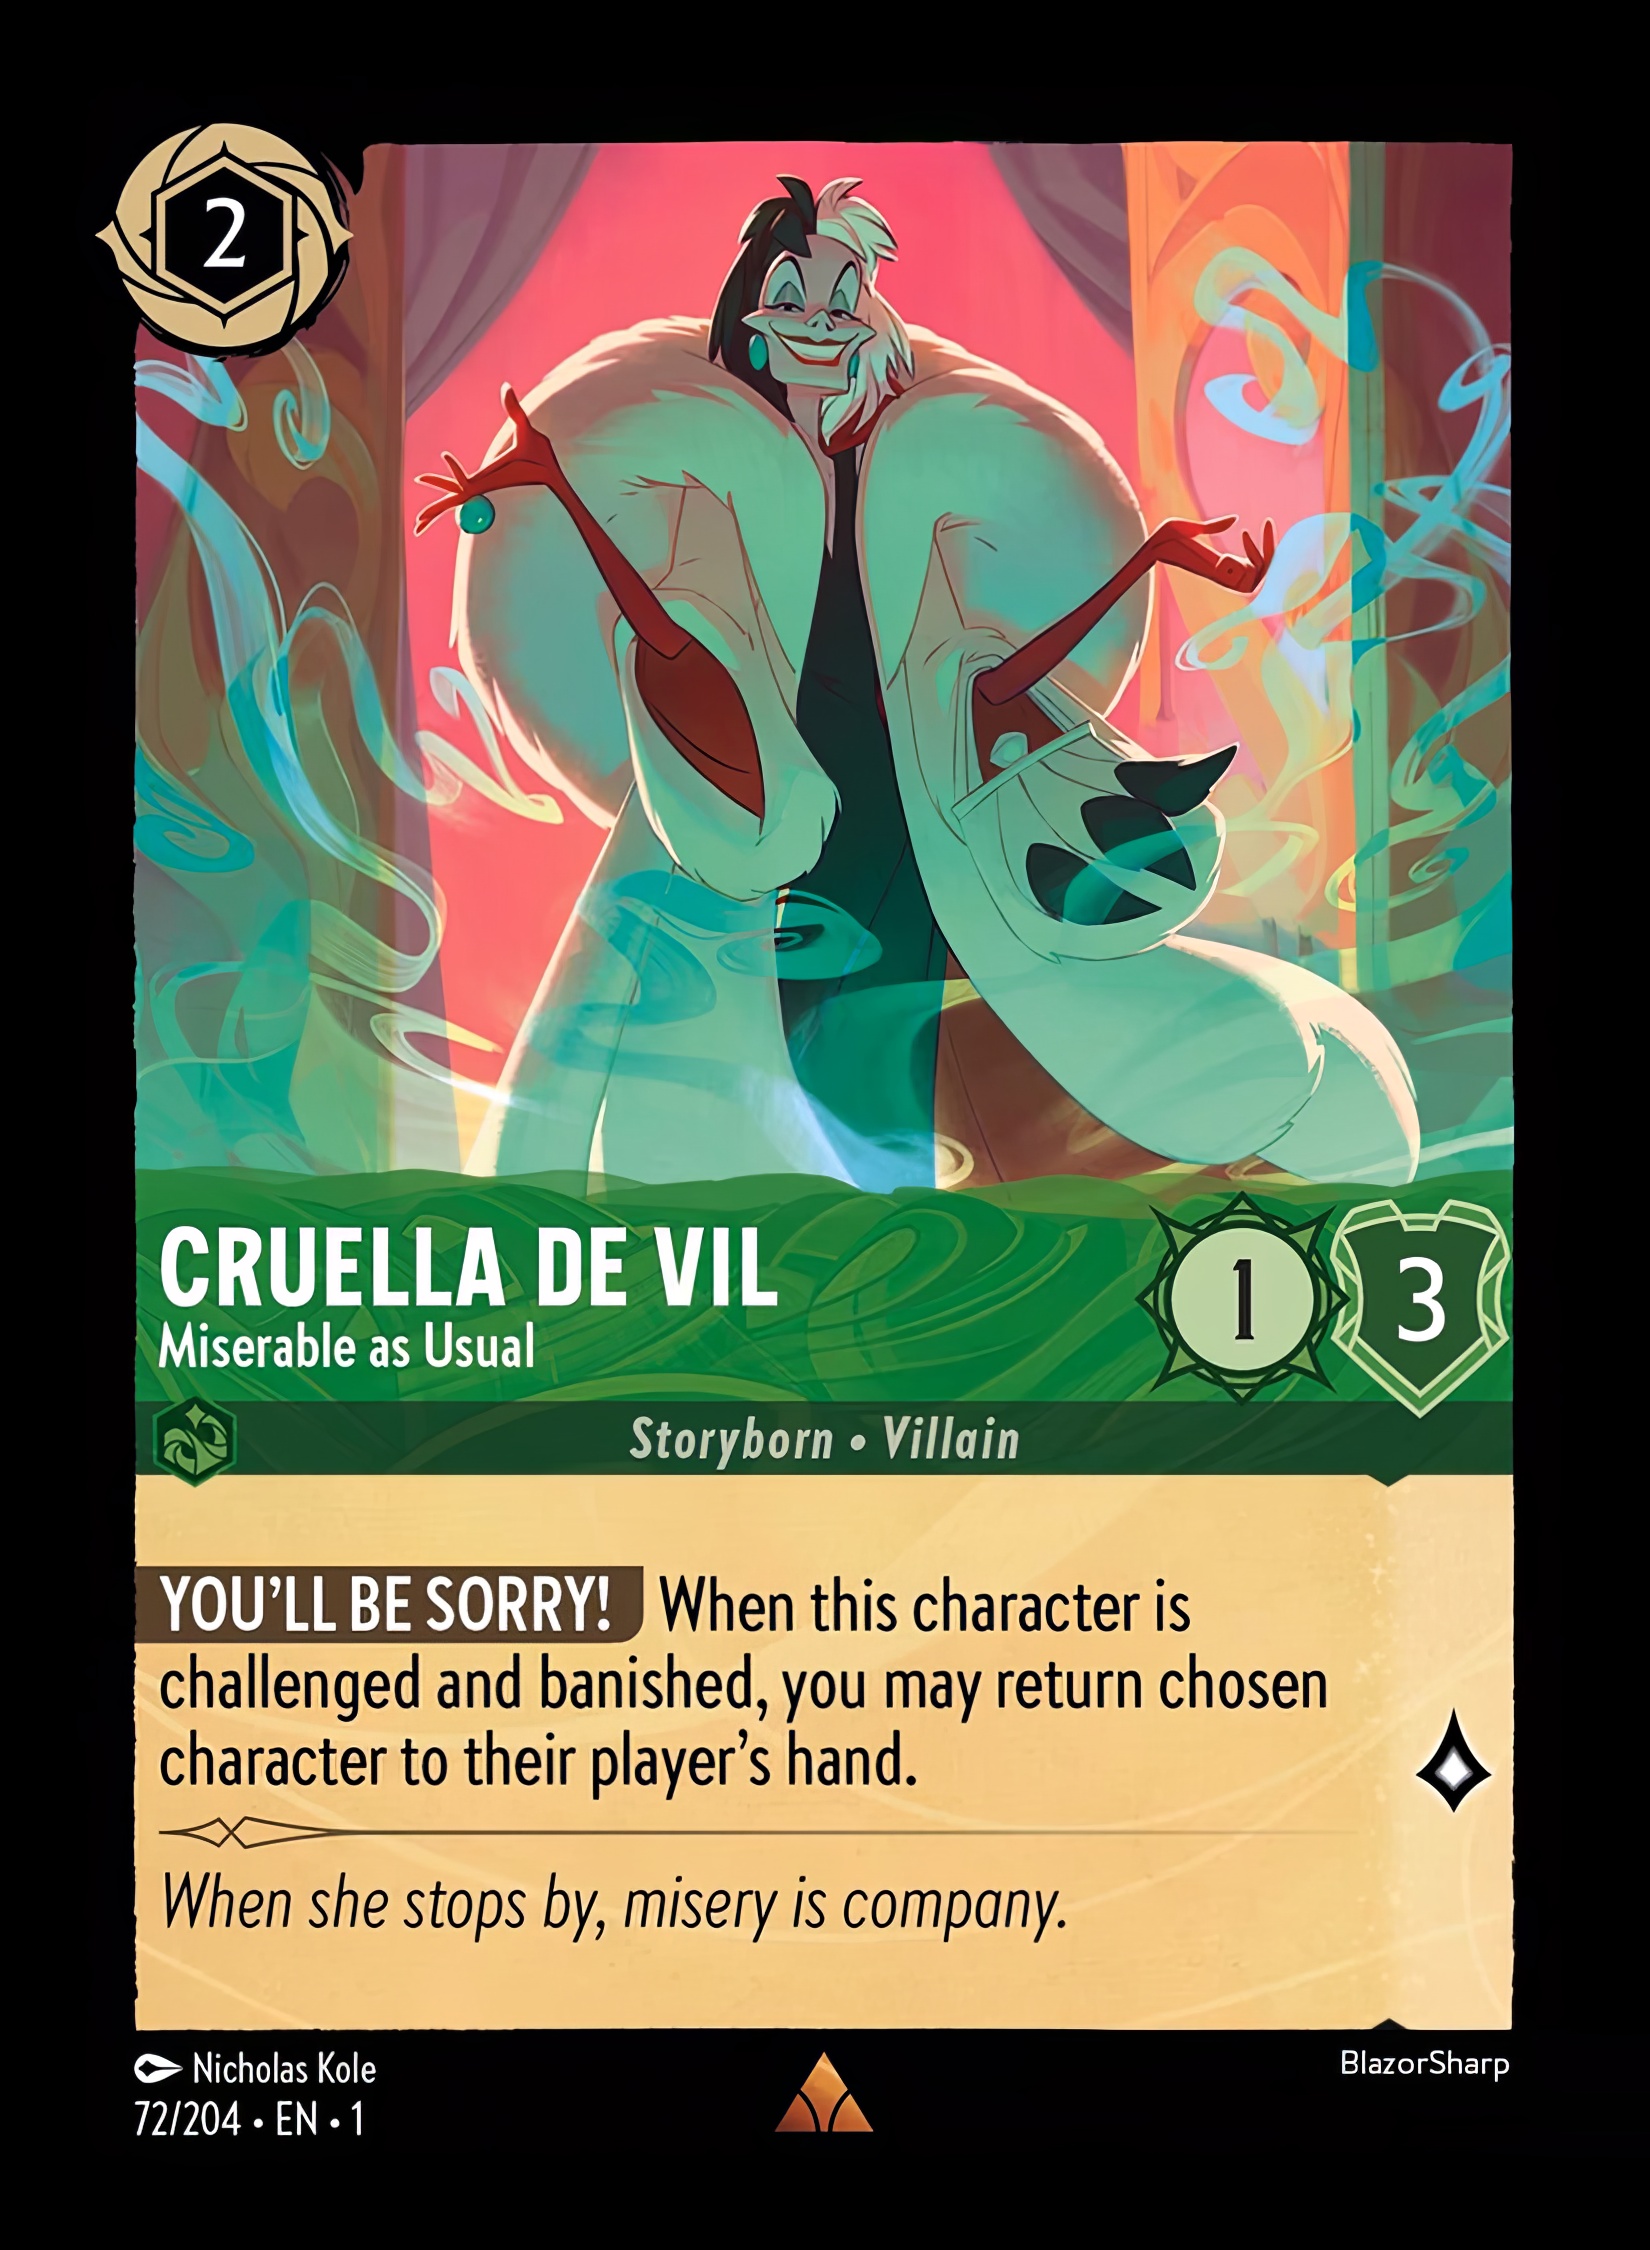 2
CRUELLA DE VIL
Miserable as Usual
1
3
Storyborn • Villain
YOU'LL BE SORRY! When this character is
challenged and banished, you may return chosen
character to their player's hand.
When she stops by, misery is company.
Nicholas Kole
BlazorSharp
72/204 • EN • 1